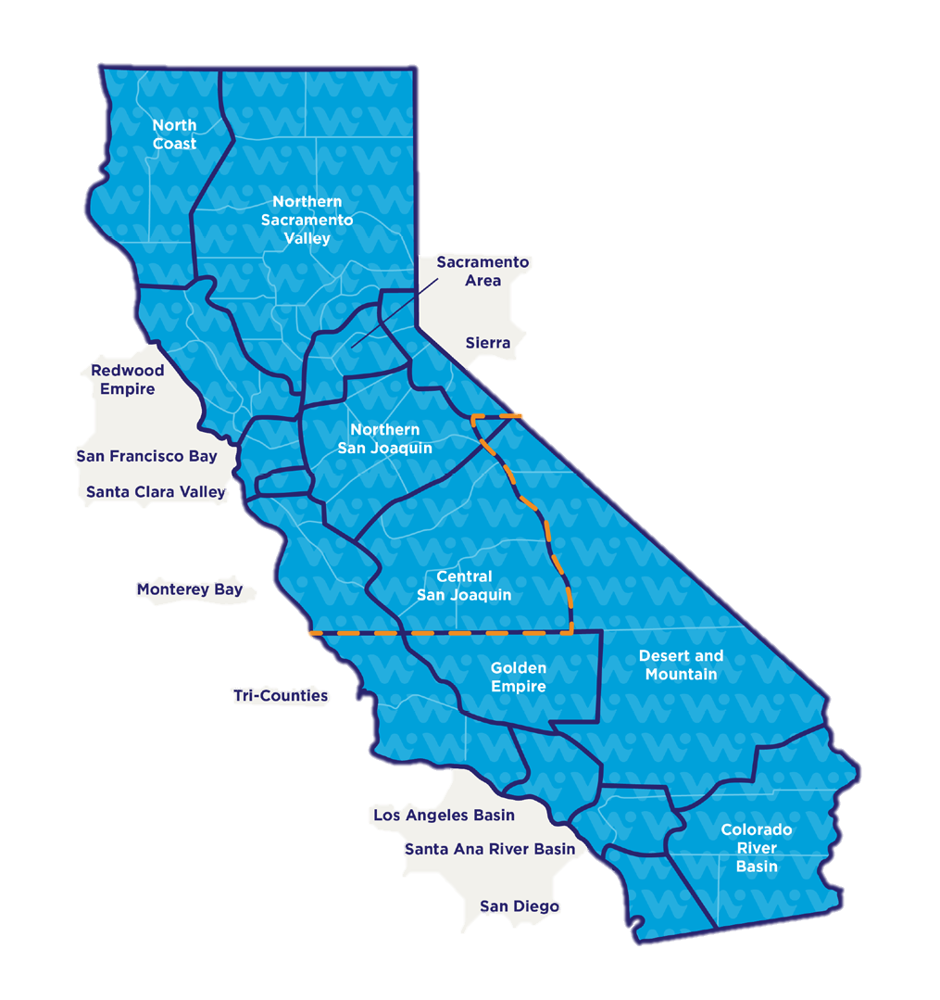 North
Coast
Northern
Sacramento
Valley
Sacramento
Area
Sierra
Redwood
Empire
Northern
San Joaquin
San Francisco Bay
Santa Clara Valley
Central
San Joaquin
Monterey Bay
Golden
Empire
Desert and
Mountain
Tri-Counties
Los Angeles Basin
Colorado
River
Basin
Santa Ana River Basin
San Diego